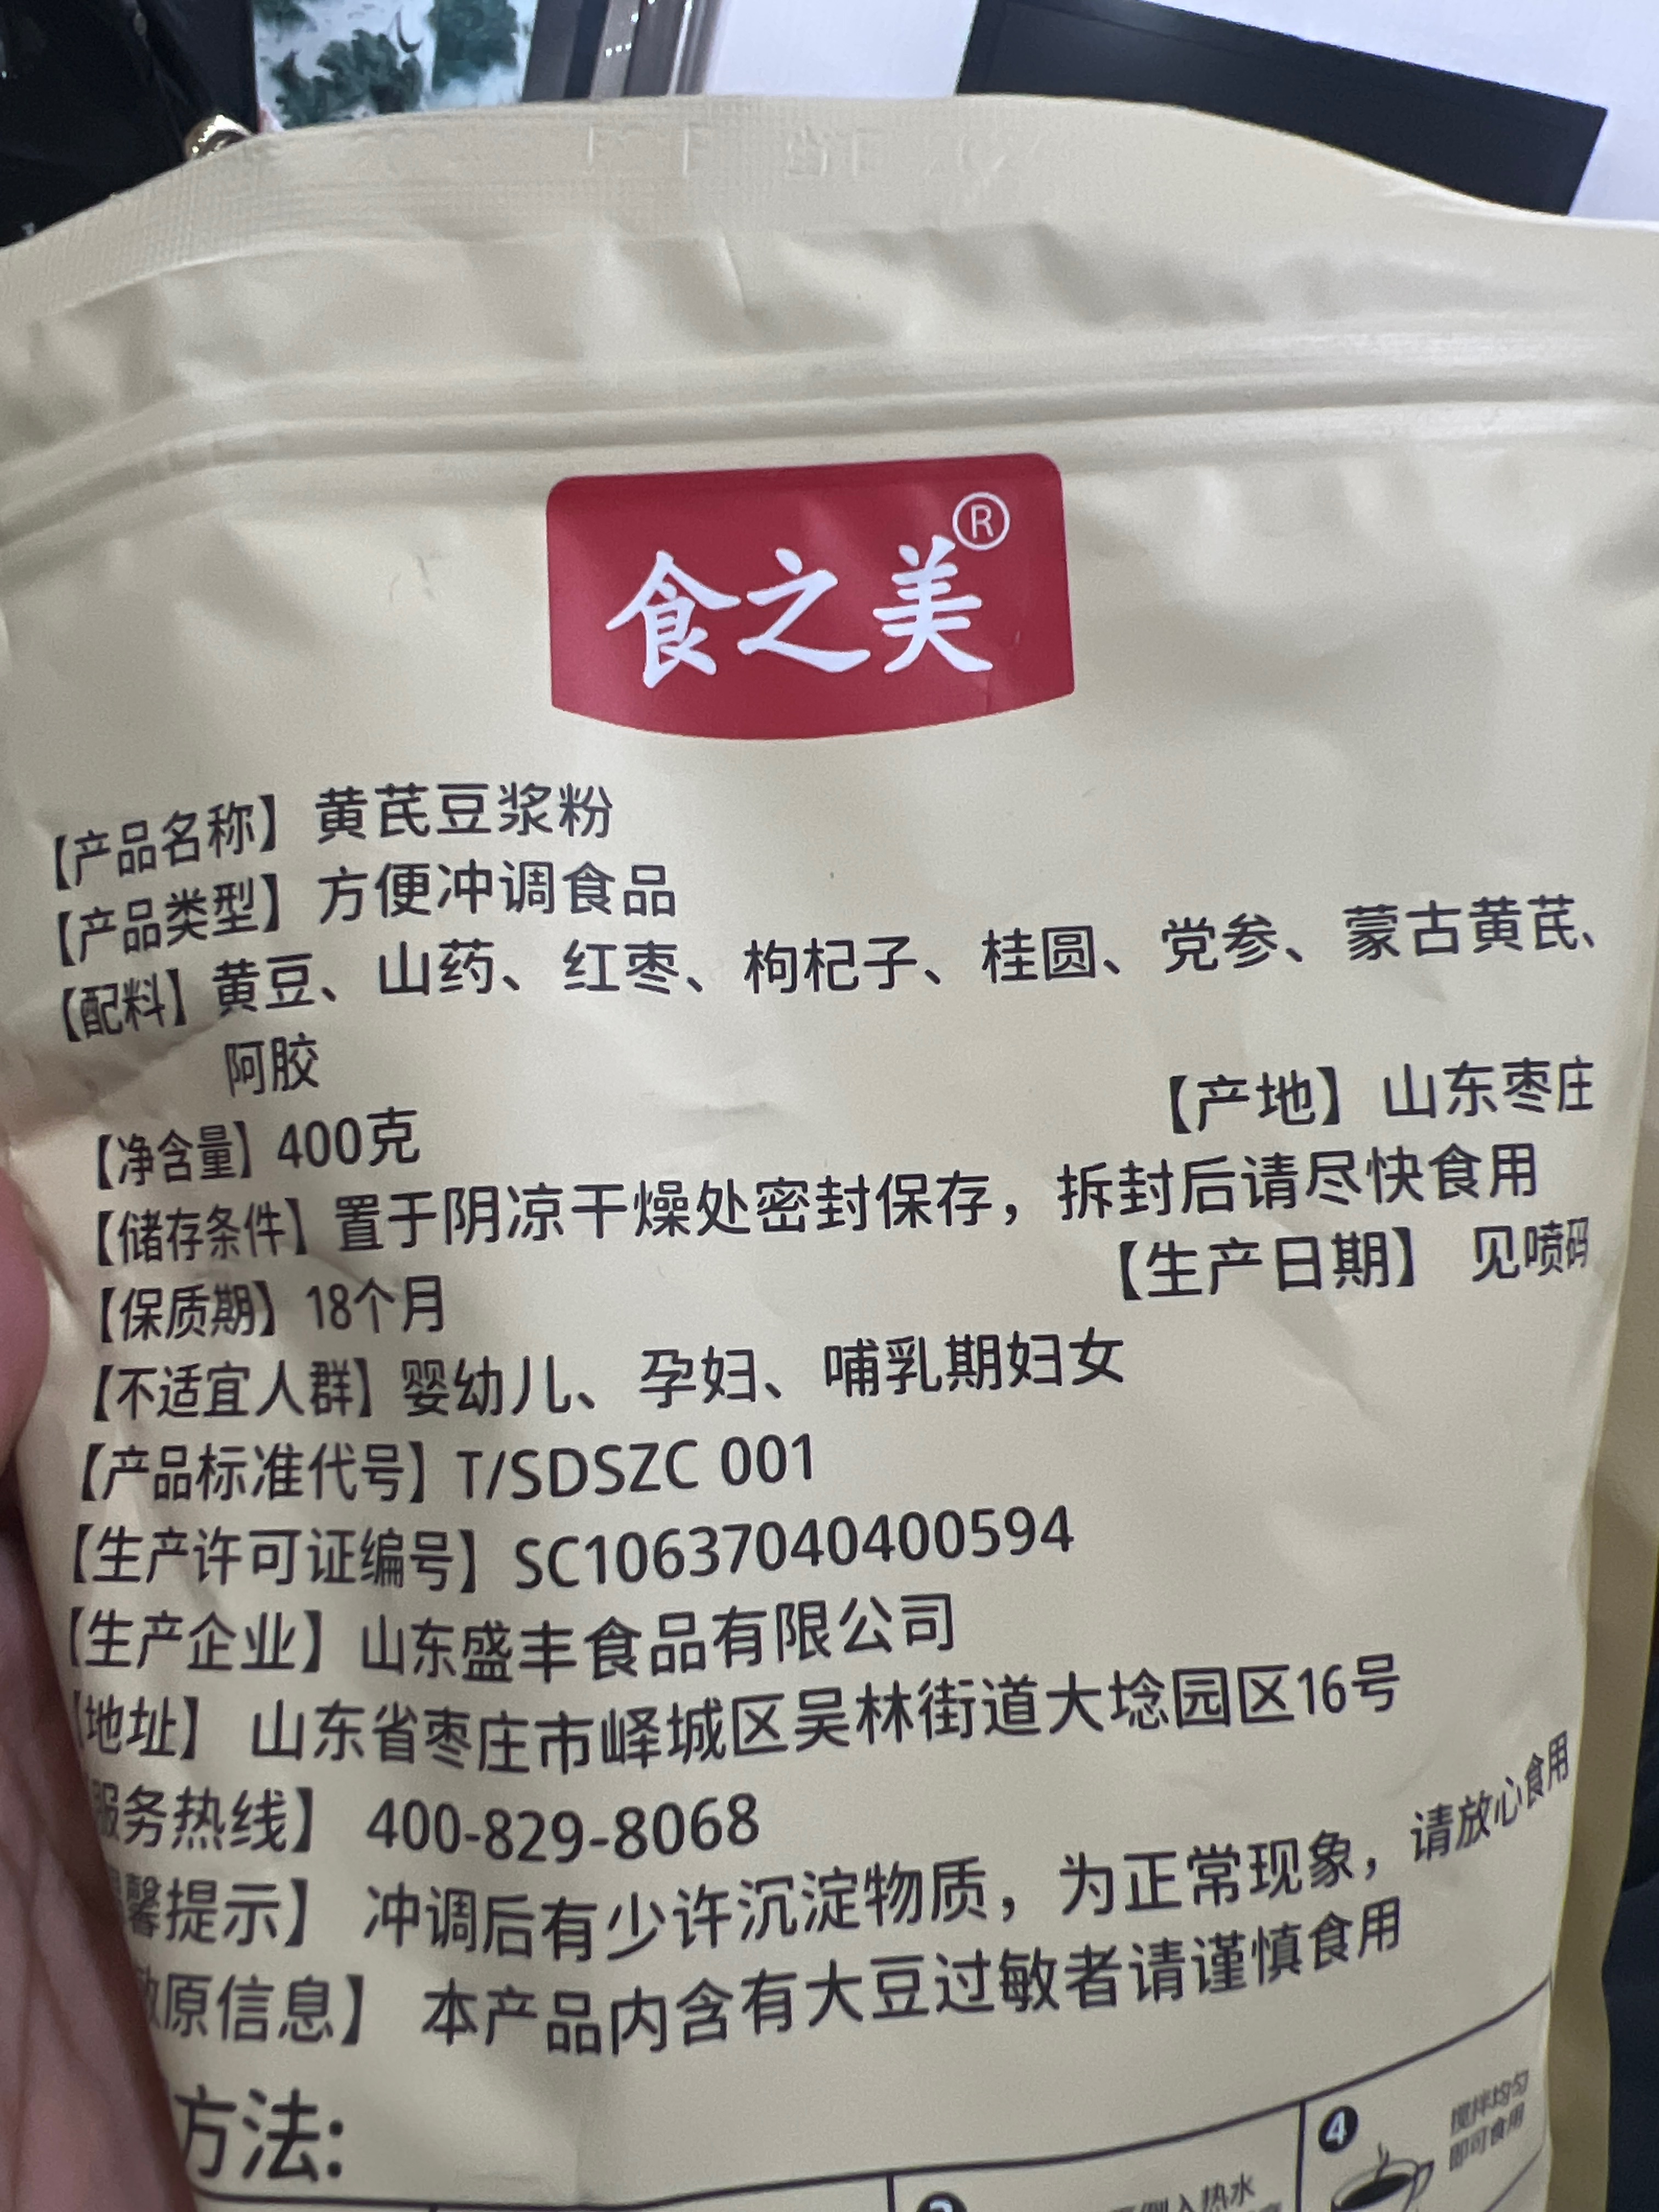 食之美®
【产品名称】黄芪豆浆粉
【产品类型】方便冲调食品
【配料】黄豆、山药、红枣、枸杞子、桂圆、党参、蒙古黄芪、
阿胶
【净含量】400克 【产地】山东枣庄
【储存条件】置于阴凉干燥处密封保存，拆封后请尽快食用
【保质期】18个月 【生产日期】见喷码
【不适宜人群】婴幼儿、孕妇、哺乳期妇女
【产品标准代号】T/SDSZC 001
【生产许可证编号】SC10637040400594
【生产企业】山东盛丰食品有限公司
【地址】山东省枣庄市峄城区吴林街道大埝园区16号
服务热线】400-829-8068
馨提示】冲调后有少许沉淀物质，为正常现象，请放心食用
敏原信息】本产品内含有大豆过敏者请谨慎食用
方法:
倒入热水
4
搅拌均匀
即可食用